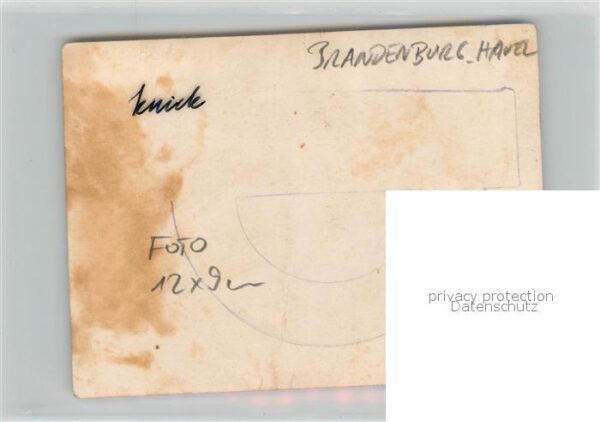 BRANDENBURG_HAVEL
knick
FOTO
12x9cm
privacy protection
Datenschutz